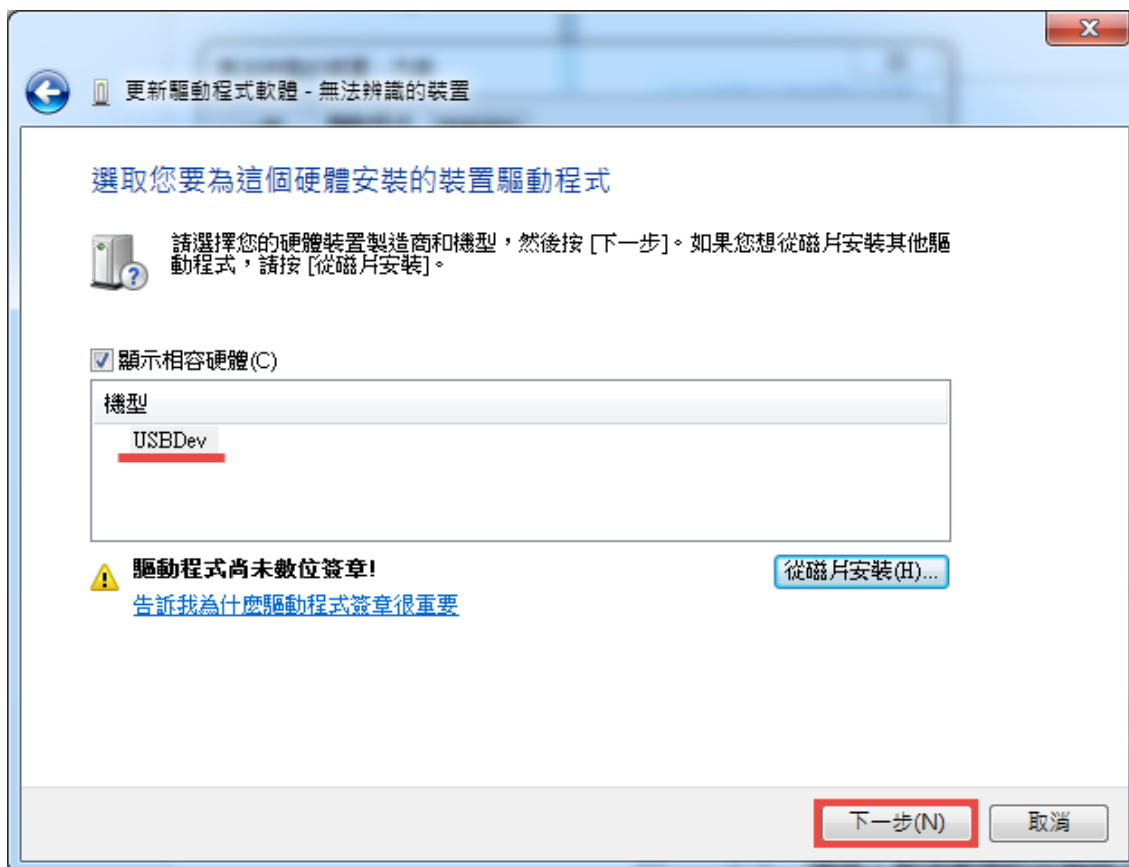 更新驅動程式軟體 - 無法辨識的裝置
選取您要為這個硬體安裝的裝置驅動程式
請選擇您的硬體裝置製造商和機型，然後按 [下一步]。如果您想從磁片安裝其他驅
動程式，請按 [從磁片安裝]。
顯示相容硬體(C)
機型
USBDev
驅動程式尚未數位簽章!
從磁片安裝(H)...
告訴我為什麼驅動程式簽章很重要
下一步(N)
取消